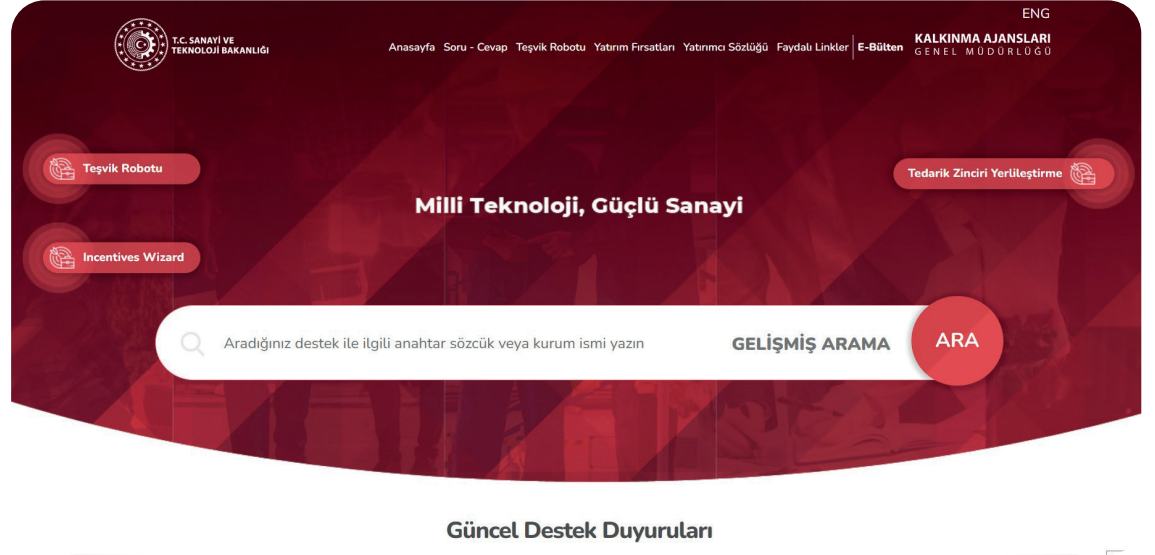 ENG
T.C. SANAYİ VE
TEKNOLOJİ BAKANLIĞI
Anasayfa Soru - Cevap Teşvik Robotu Yatırım Fırsatları Yatırımcı Sözlüğü Faydalı Linkler E-Bülten
KALKINMA AJANSLARI
GENEL MÜDÜRLÜĞÜ
Teşvik Robotu
Tedarik Zinciri Yerlileştirme
Milli Teknoloji, Güçlü Sanayi
Incentives Wizard
Aradığınız destek ile ilgili anahtar sözcük veya kurum ismi yazın
GELİŞMİŞ ARAMA
ARA
Güncel Destek Duyuruları